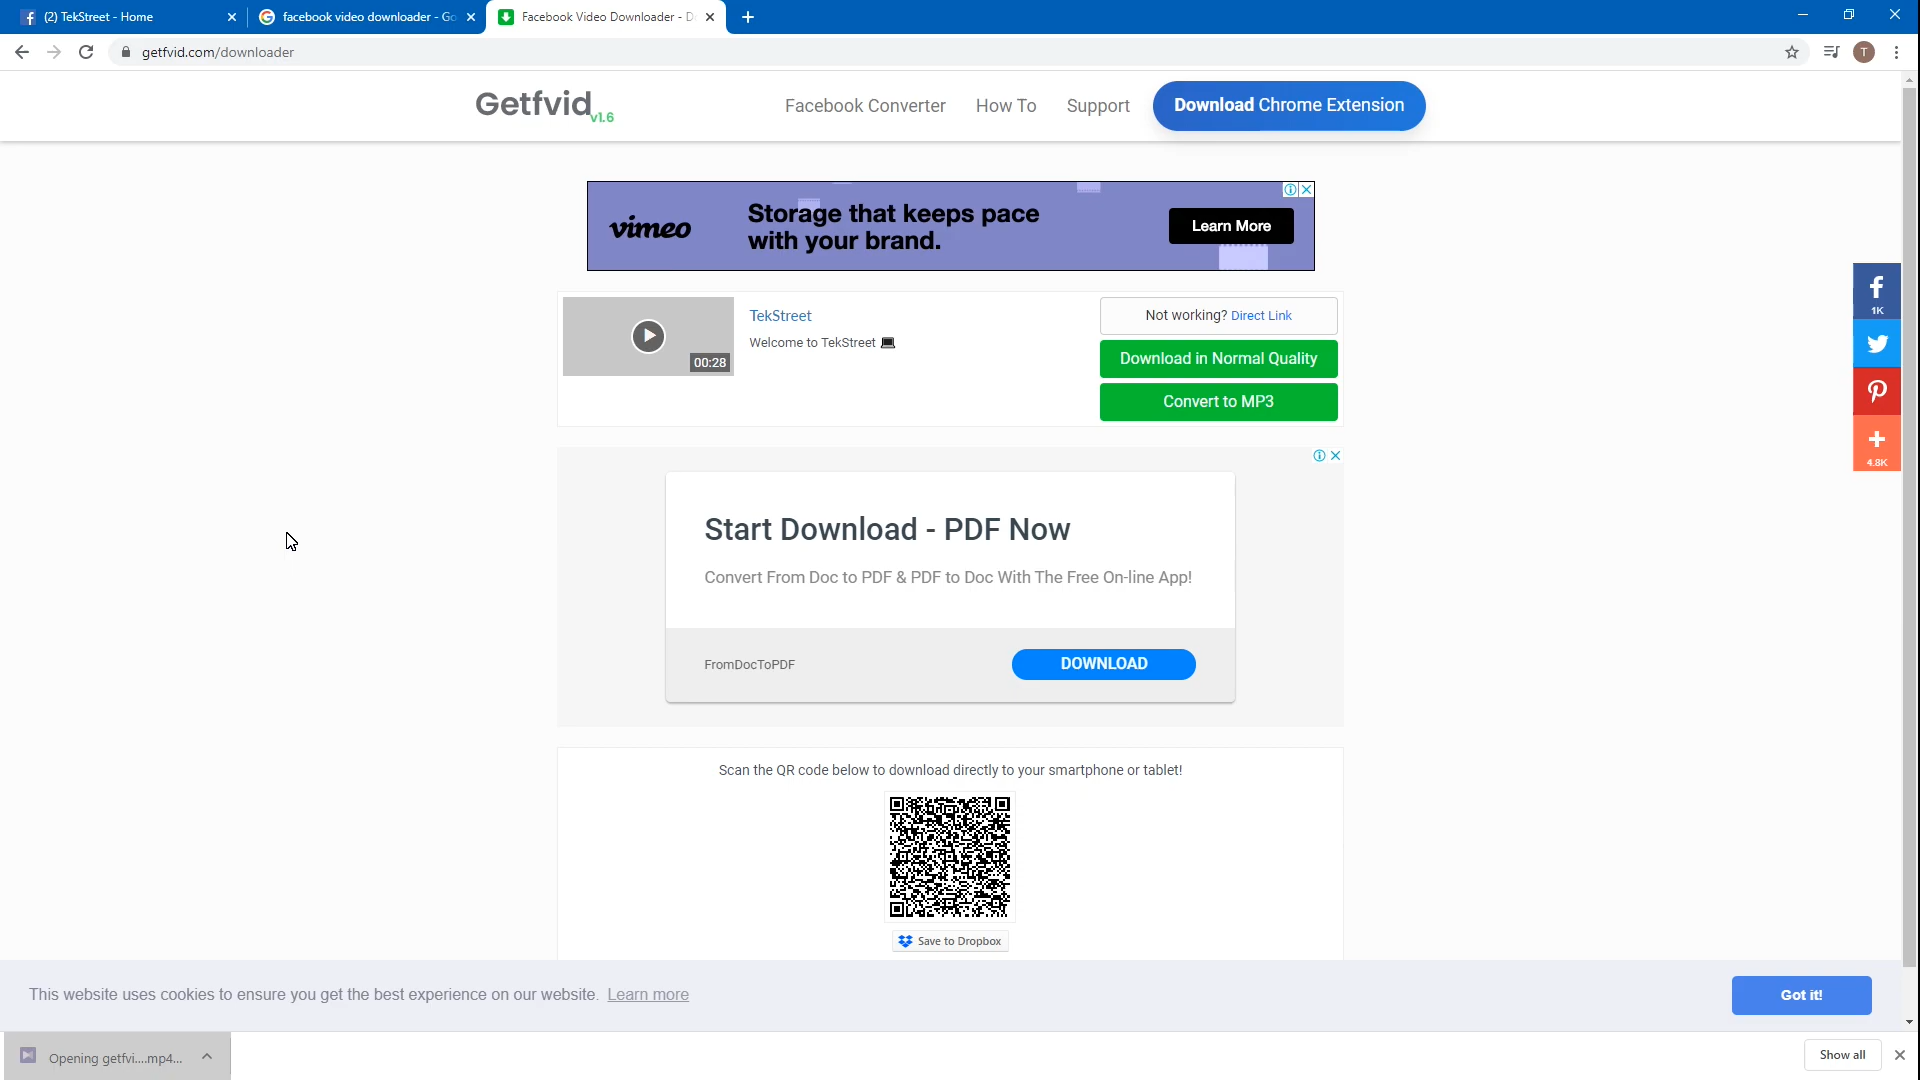 (2) TekStreet - Home
facebook video downloader - Go
Facebook Video Downloader - D
getfvid.com/downloader
T
Getfvid v1.6
Facebook Converter
How To
Support
Download Chrome Extension
vimeo
Storage that keeps pace
with your brand.
Learn More
00:28
TekStreet
Welcome to TekStreet
Not working? Direct Link
Download in Normal Quality
Convert to MP3
1K
4.8K
Start Download - PDF Now
Convert From Doc to PDF & PDF to Doc With The Free On-line App!
FromDocToPDF
DOWNLOAD
Scan the QR code below to download directly to your smartphone or tablet!
Save to Dropbox
This website uses cookies to ensure you get the best experience on our website. Learn more
Got it!
Opening getfvi....mp4...
Show all